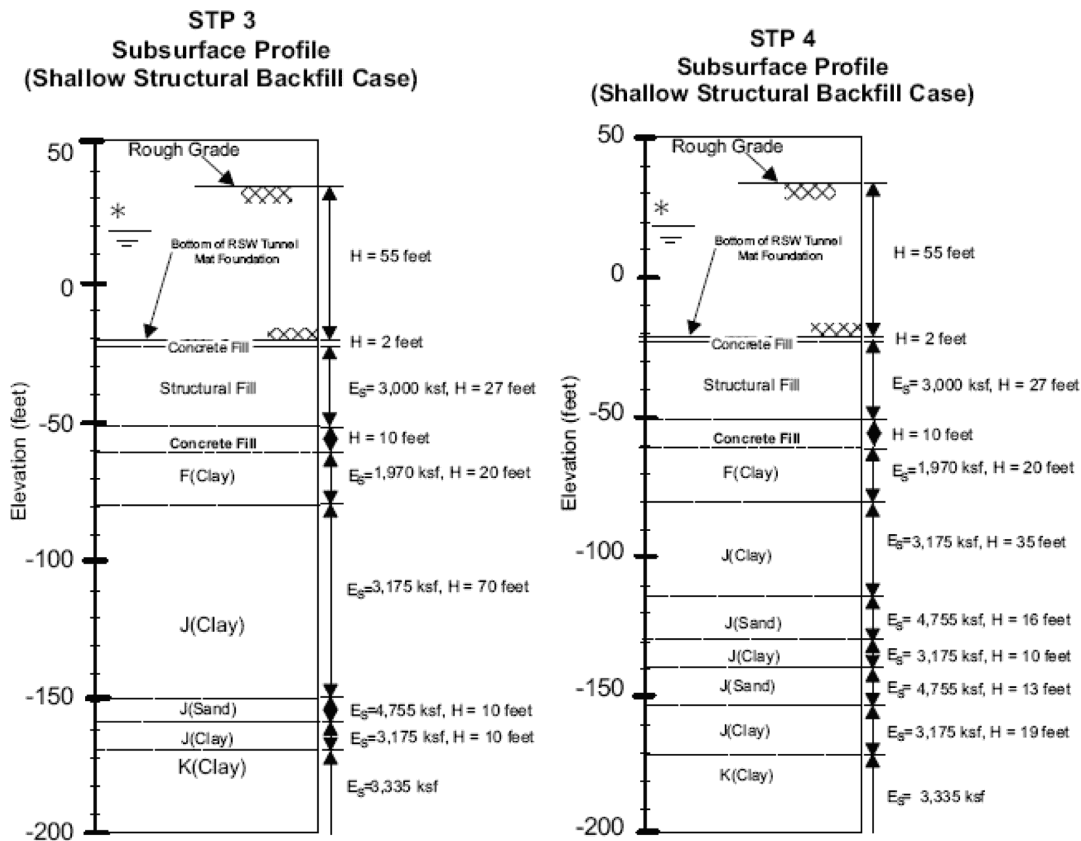 STP 3
Subsurface Profile
(Shallow Structural Backfill Case)
50
Rough Grade
*
Bottom of RSW Tunnel
Mat Foundation
H = 55 feet
0
H = 2 feet
Concrete Fill
Structural Fill
ES= 3,000 ksf, H = 27 feet
-50
Concrete Fill
H = 10 feet
F(Clay)
ES=1,970 ksf, H = 20 feet
Elevation (feet)
-100
ES=3,175 ksf, H = 70 feet
J(Clay)
-150
J(Sand)
ES=4,755 ksf, H = 10 feet
J(Clay)
ES=3,175 ksf, H = 10 feet
K(Clay)
ES=3,335 ksf
-200
STP 4
Subsurface Profile
(Shallow Structural Backfill Case)
50
Rough Grade
*
Bottom of RSW Tunnel
Mat Foundation
H = 55 feet
0
H = 2 feet
Concrete Fill
Structural Fill
ES= 3,000 ksf, H = 27 feet
-50
Concrete Fill
H = 10 feet
F(Clay)
ES=1,970 ksf, H = 20 feet
Elevation (feet)
-100
J(Clay)
ES=3,175 ksf, H = 35 feet
J(Sand)
ES= 4,755 ksf, H = 16 feet
J(Clay)
ES= 3,175 ksf, H = 10 feet
-150
J(Sand)
ES= 4,755 ksf, H = 13 feet
J(Clay)
ES= 3,175 ksf, H = 19 feet
K(Clay)
ES= 3,335 ksf
-200